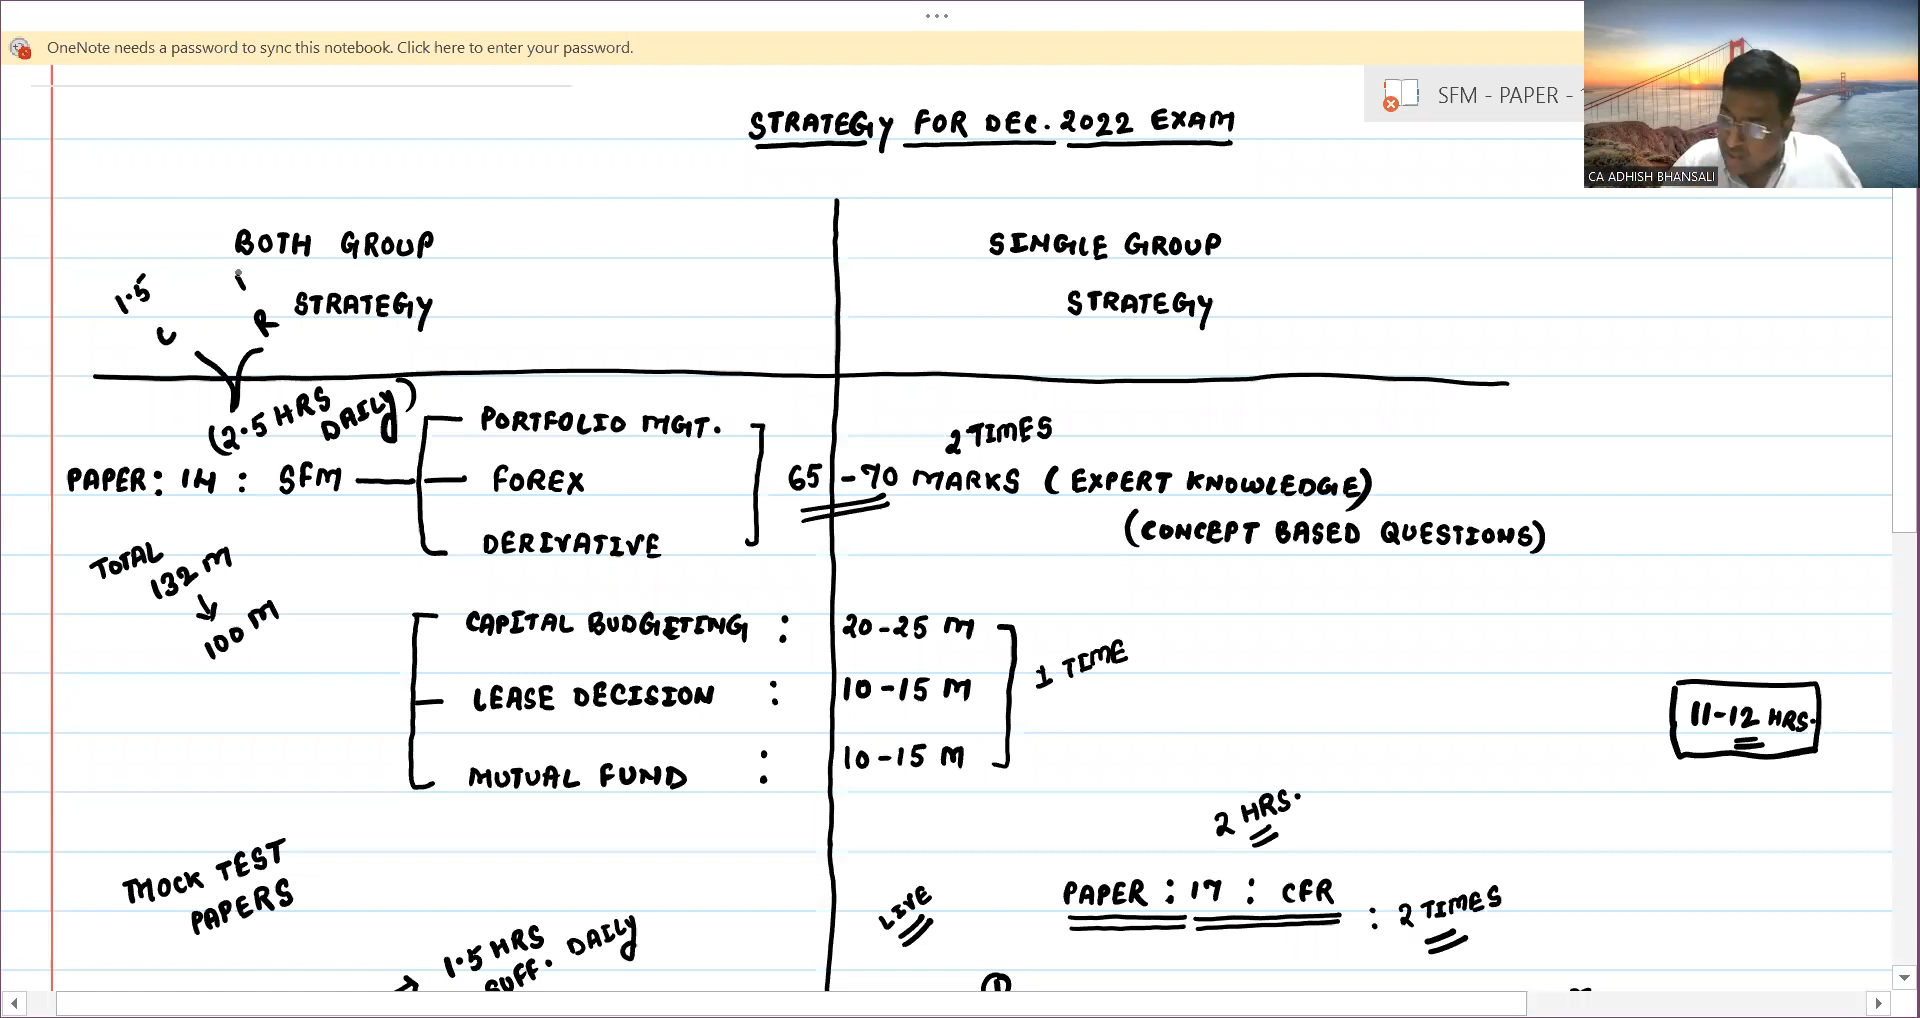 OneNote needs a password to sync this notebook. Click here to enter your password.
SFM - PAPER -
CA ADHISH BHANSALI
STRATEGY FOR DEC. 2022 EXAM
BOTH GROUP
STRATEGY
1.5
C
1
R
SINGLE GROUP
STRATEGY
(2.5 HRS DAILY)
PAPER: 14 : SFM
PORTFOLIO MGT.
FOREX
DERIVATIVE
2 TIMES
65-70 MARKS (EXPERT KNOWLEDGE)
(CONCEPT BASED QUESTIONS)
TOTAL
132 M
100 M
CAPITAL BUDGETING : 20-25 M
LEASE DECISION : 10-15 M
MUTUAL FUND : 10-15 M
1 TIME
11-12 HRS.
MOCK TEST
PAPERS
2 HRS.
LIVE
PAPER : 17 : CFR : 2 TIMES
1.5 HRS DAILY
SUFF.
1